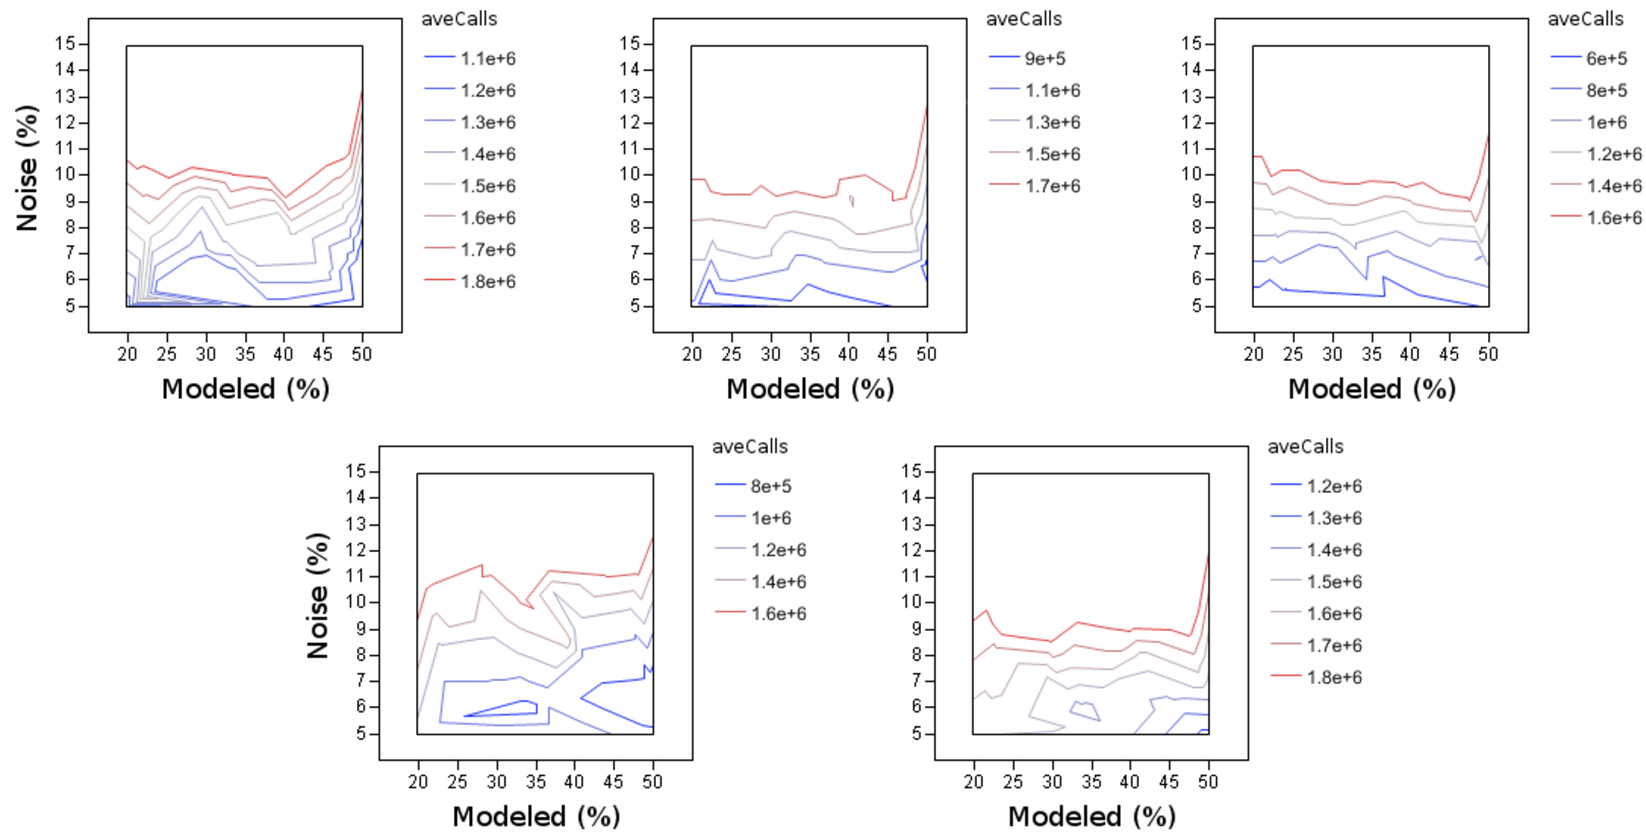 aveCalls
1.1e+6
1.2e+6
1.3e+6
1.4e+6
1.5e+6
1.6e+6
1.7e+6
1.8e+6
15
14
13
12
11
10
9
8
7
6
5
Noise (%)
20 25 30 35 40 45 50
Modeled (%)
aveCalls
9e+5
1.1e+6
1.3e+6
1.5e+6
1.7e+6
15
14
13
12
11
10
9
8
7
6
5
20 25 30 35 40 45 50
Modeled (%)
aveCalls
6e+5
8e+5
1e+6
1.2e+6
1.4e+6
1.6e+6
15
14
13
12
11
10
9
8
7
6
5
20 25 30 35 40 45 50
Modeled (%)
aveCalls
8e+5
1e+6
1.2e+6
1.4e+6
1.6e+6
15
14
13
12
11
10
9
8
7
6
5
Noise (%)
20 25 30 35 40 45 50
Modeled (%)
aveCalls
1.2e+6
1.3e+6
1.4e+6
1.5e+6
1.6e+6
1.7e+6
1.8e+6
15
14
13
12
11
10
9
8
7
6
5
20 25 30 35 40 45 50
Modeled (%)